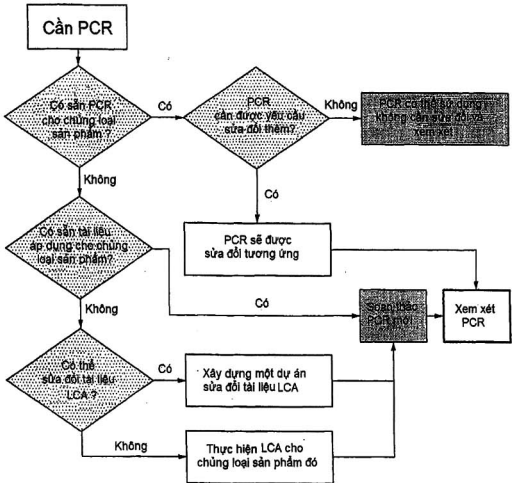 Cần PCR
Có sẵn PCR
cho chủng loại
sản phẩm ?
Có
PCR
cần được yêu cầu
sửa đổi thêm?
Không
PCR có thể sử dụng
không cần sửa đổi và
xem xét
Không
Có
Có sẵn tài liệu
áp dụng cho chủng
loại sản phẩm?
PCR sẽ được
sửa đổi tương ứng
Có
Soạn thảo
PCR mới
Xem xét
PCR
Không
Có thể
sửa đổi tài liệu
LCA ?
Có
Xây dựng một dự án
sửa đổi tài liệu LCA
Không
Thực hiện LCA cho
chủng loại sản phẩm đó